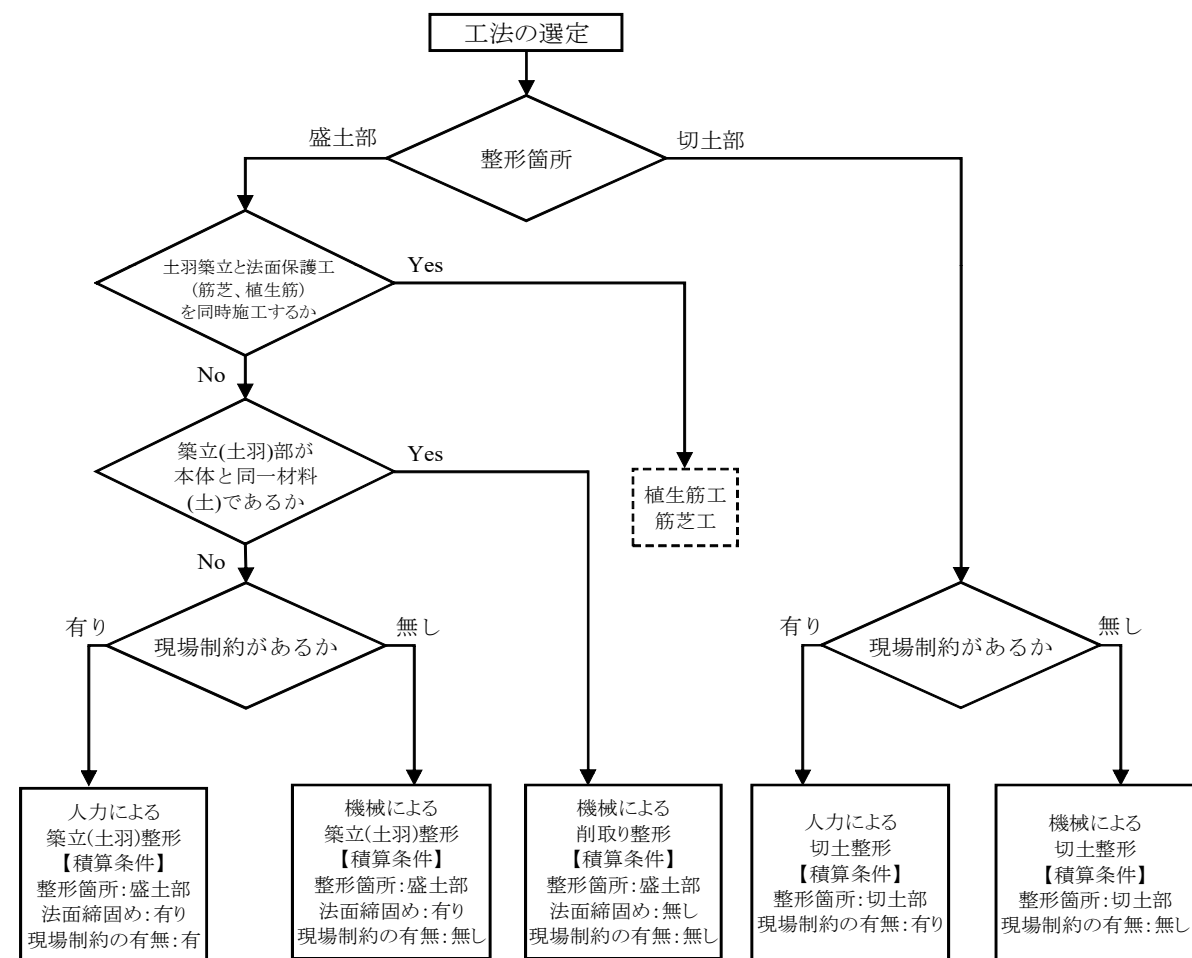 工法の選定
盛土部
切土部
整形箇所
土羽築立と法面保護工
(筋芝、植生筋)
を同時施工するか
Yes
No
築立(土羽)部が
本体と同一材料
(土)であるか
Yes
植生筋工
筋芝工
No
有り
現場制約があるか
無し
有り
現場制約があるか
無し
人力による
築立(土羽)整形
【積算条件】
整形箇所:盛土部
法面締固め:有り
現場制約の有無:有
機械による
築立(土羽)整形
【積算条件】
整形箇所:盛土部
法面締固め:有り
現場制約の有無:無し
機械による
削取り整形
【積算条件】
整形箇所:盛土部
法面締固め:無し
現場制約の有無:無し
人力による
切土整形
【積算条件】
整形箇所:切土部
現場制約の有無:有り
機械による
切土整形
【積算条件】
整形箇所:切土部
現場制約の有無:無し